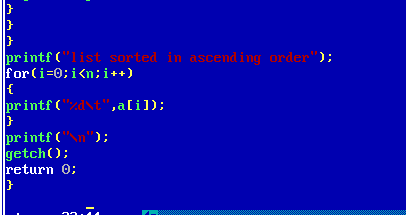 }
}
}
printf("list sorted in ascending order");
for(i=0;i<n;i++)
{
printf("%d\t",a[i]);
}
printf("\n");
getch();
return 0;
}